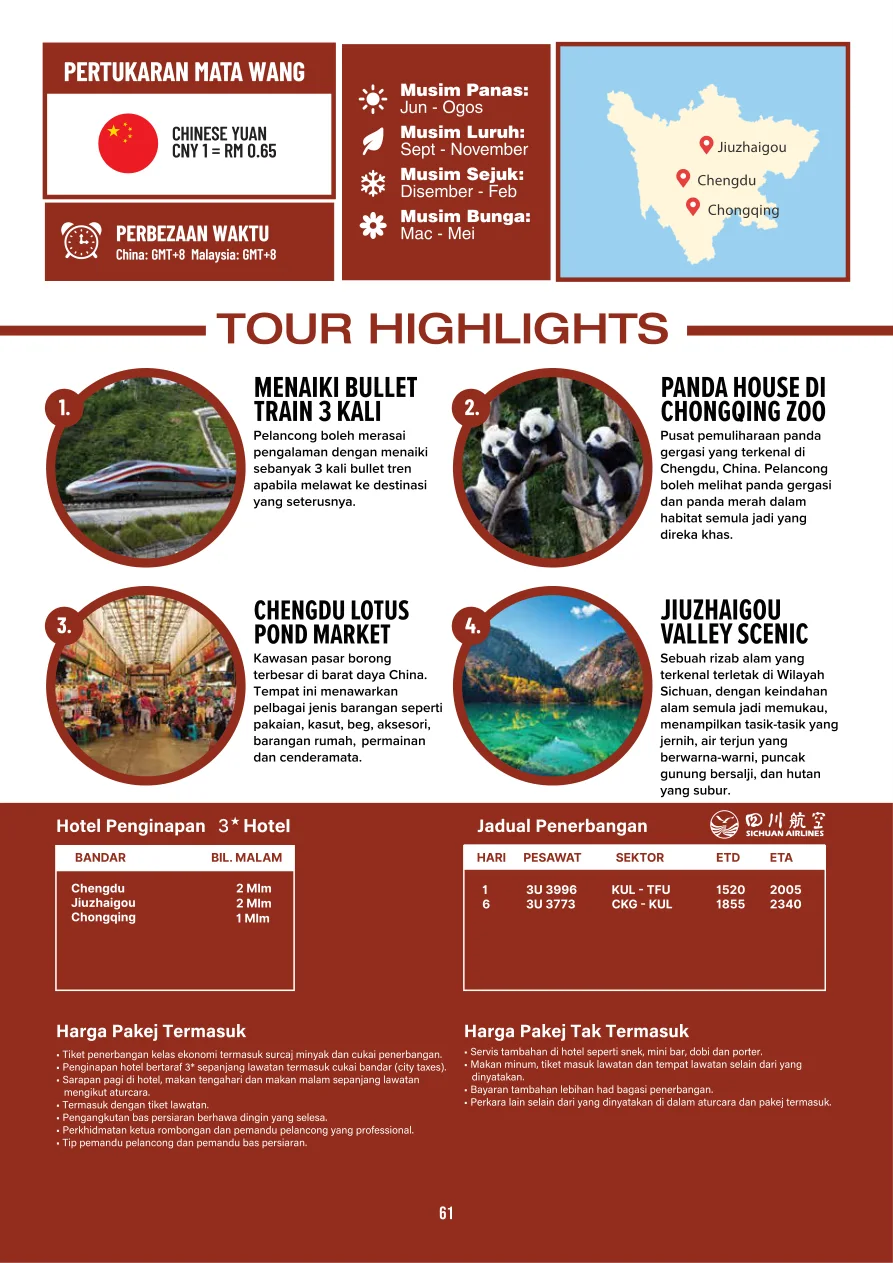 PERTUKARAN MATA WANG
CHINESE YUAN
CNY 1 = RM 0.65
PERBEZAAN WAKTU
China: GMT+8 Malaysia: GMT+8
Musim Panas:
Jun - Ogos
Musim Luruh:
Sept - November
Musim Sejuk:
Disember - Feb
Musim Bunga:
Mac - Mei
Jiuzhaigou
Chengdu
Chongqing
TOUR HIGHLIGHTS
1.
MENAIKI BULLET
TRAIN 3 KALI
Pelancong boleh merasai
pengalaman dengan menaiki
sebanyak 3 kali bullet tren
apabila melawat ke destinasi
yang seterusnya.
2.
PANDA HOUSE DI
CHONGQING ZOO
Pusat pemuliharaan panda
gergasi yang terkenal di
Chengdu, China. Pelancong
boleh melihat panda gergasi
dan panda merah dalam
habitat semula jadi yang
direka khas.
3.
CHENGDU LOTUS
POND MARKET
Kawasan pasar borong
terbesar di barat daya China.
Tempat ini menawarkan
pelbagai jenis barangan seperti
pakaian, kasut, beg, aksesori,
barangan rumah, permainan
dan cenderamata.
4.
JIUZHAIGOU
VALLEY SCENIC
Sebuah rizab alam yang
terkenal terletak di Wilayah
Sichuan, dengan keindahan
alam semula jadi memukau,
menampilkan tasik-tasik yang
jernih, air terjun yang
berwarna-warni, puncak
gunung bersalji, dan hutan
yang subur.
Hotel Penginapan 3★ Hotel
BANDAR BIL. MALAM
Chengdu 2 Mlm
Jiuzhaigou 2 Mlm
Chongqing 1 Mlm
Jadual Penerbangan
四川航空
SICHUAN AIRLINES
HARI PESAWAT SEKTOR ETD ETA
1 3U 3996 KUL - TFU 1520 2005
6 3U 3773 CKG - KUL 1855 2340
Harga Pakej Termasuk
• Tiket penerbangan kelas ekonomi termasuk surcaj minyak dan cukai penerbangan.
• Penginapan hotel bertaraf 3* sepanjang lawatan termasuk cukai bandar (city taxes).
• Sarapan pagi di hotel, makan tengahari dan makan malam sepanjang lawatan
mengikut aturcara.
• Termasuk dengan tiket lawatan.
• Pengangkutan bas persiaran berhawa dingin yang selesa.
• Perkhidmatan ketua rombongan dan pemandu pelancong yang professional.
• Tip pemandu pelancong dan pemandu bas persiaran.
Harga Pakej Tak Termasuk
• Servis tambahan di hotel seperti snek, mini bar, dobi dan porter.
• Makan minum, tiket masuk lawatan dan tempat lawatan selain dari yang
dinyatakan.
• Bayaran tambahan lebihan had bagasi penerbangan.
• Perkara lain selain dari yang dinyatakan di dalam aturcara dan pakej termasuk.
61